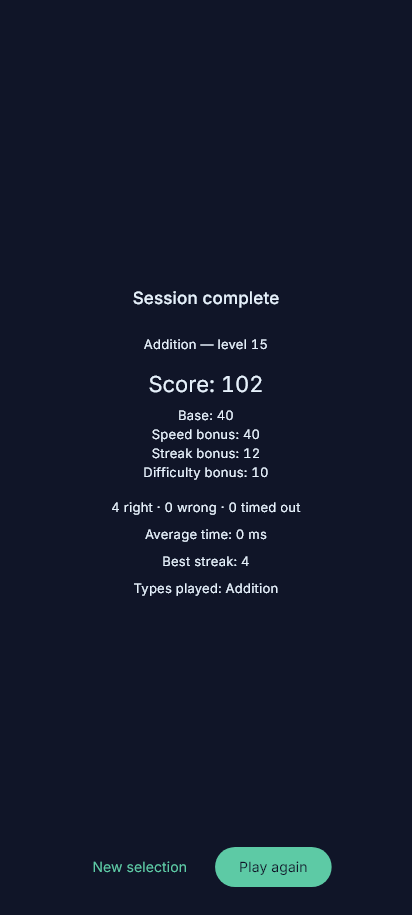 Session complete
Addition — level 15
Score: 102
Base: 40
Speed bonus: 40
Streak bonus: 12
Difficulty bonus: 10
4 right · 0 wrong · 0 timed out
Average time: 0 ms
Best streak: 4
Types played: Addition
New selection
Play again